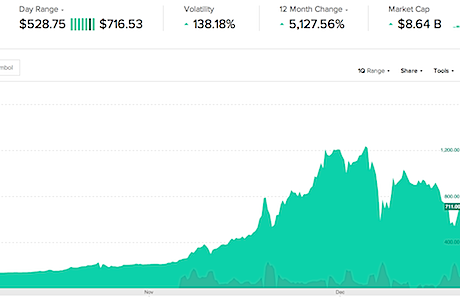 Day Range
$528.75 $716.53
Volatility
138.18%
12 Month Change
5,127.56%
Market Cap
$8.64 B
mbol
1Q Range
Share
Tools
1,200.00
800.00
711.00
400.00
Nov
Dec